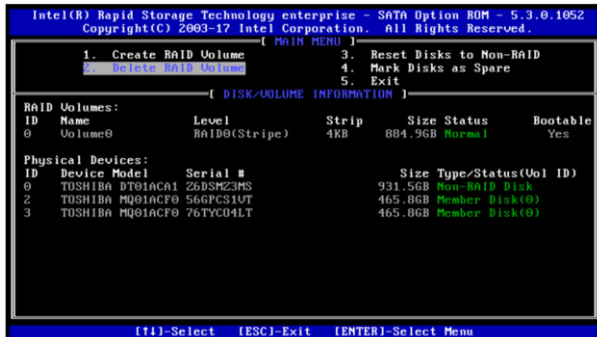 Intel(R) Rapid Storage Technology enterprise - SATA Option ROM - 5.3.0.1052
Copyright(C) 2003-17 Intel Corporation. All Rights Reserved.
[ MAIN MENU ]
1. Create RAID Volume 3. Reset Disks to Non-RAID
2. Delete RAID Volume 4. Mark Disks as Spare
5. Exit
[ DISK/VOLUME INFORMATION ]
RAID Volumes:
ID Name Level Strip Size Status Bootable
0 Volume0 RAID0(Stripe) 4KB 884.9GB Normal Yes
Physical Devices:
ID Device Model Serial # Size Type/Status(Vol ID)
0 TOSHIBA DT01ACA1 Z6DSMZ3MS 931.5GB Non-RAID Disk
2 TOSHIBA MQ01ACF0 56GPCS1VT 465.8GB Member Disk(0)
3 TOSHIBA MQ01ACF0 76TYCO4LT 465.8GB Member Disk(0)
[↑↓]-Select [ESC]-Exit [ENTER]-Select Menu